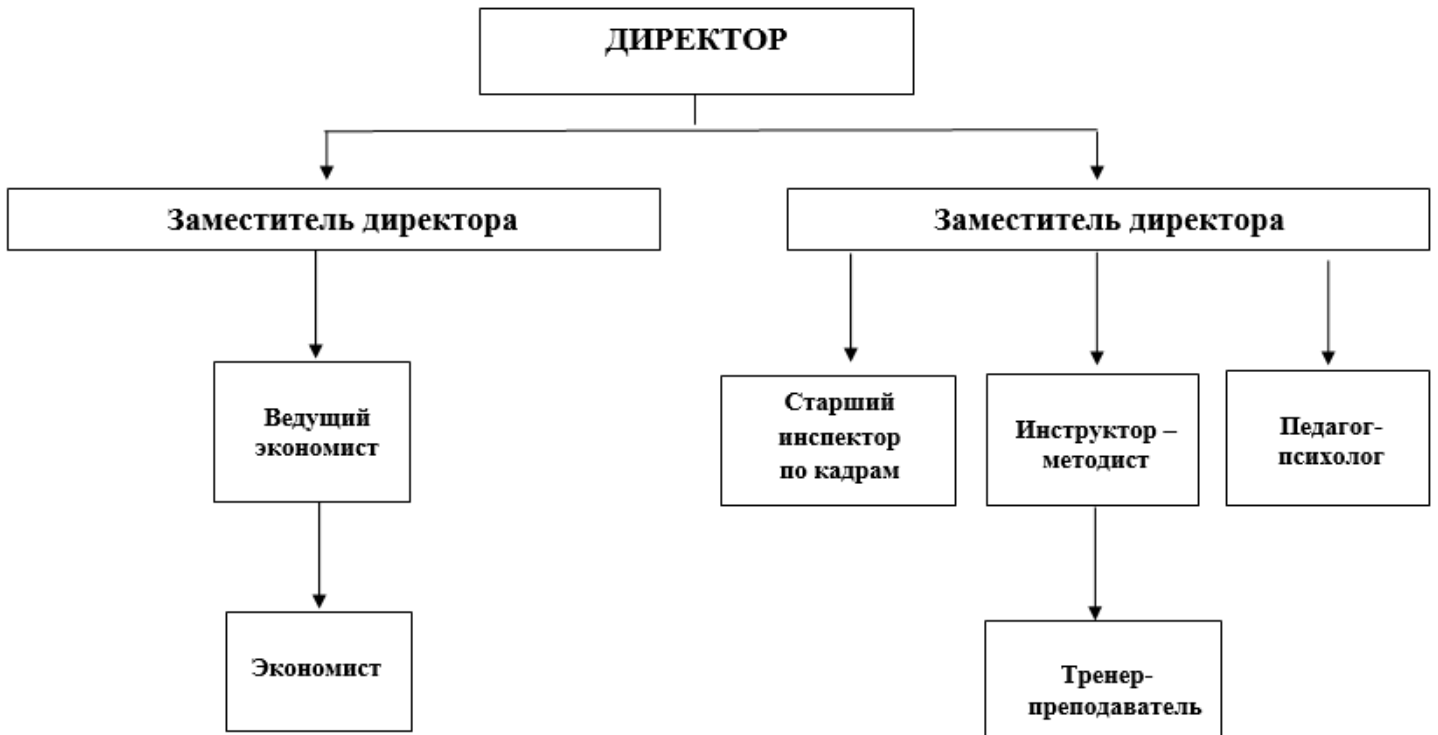 ДИРЕКТОР
Заместитель директора
Заместитель директора
Ведущий
экономист
Старший
инспектор
по кадрам
Инструктор –
методист
Педагог-
психолог
Экономист
Тренер-
преподаватель